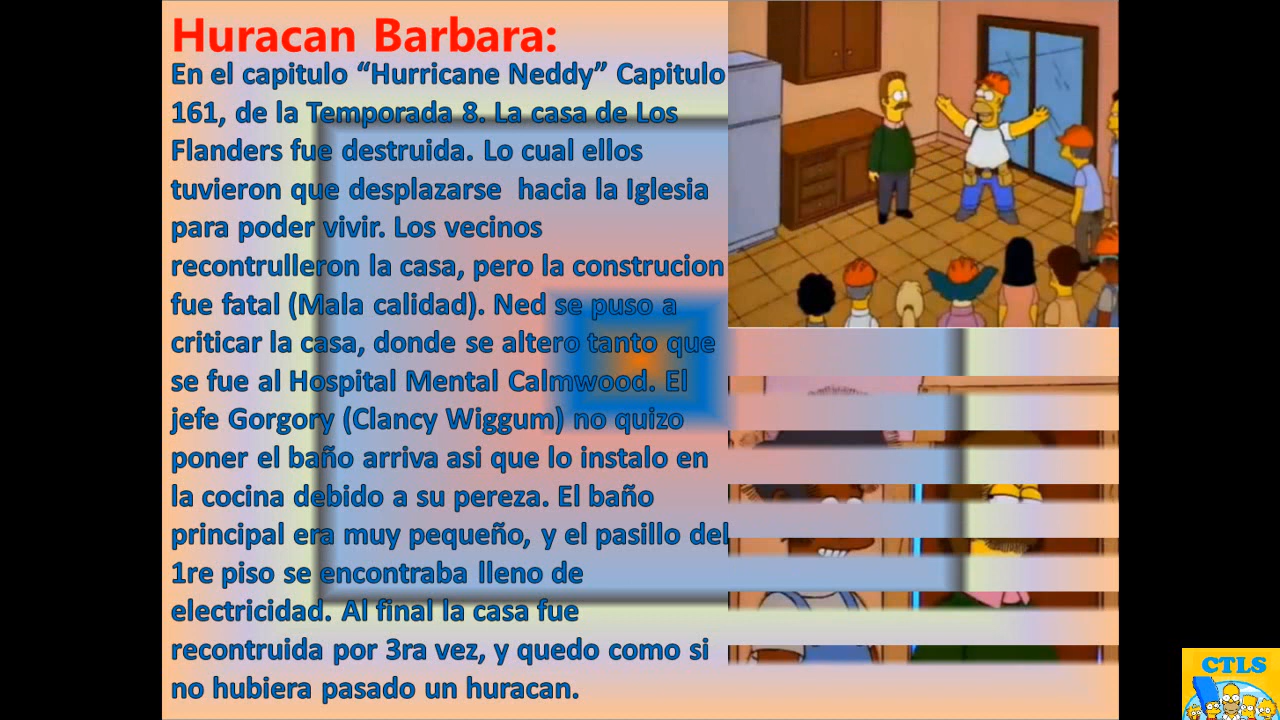 Huracan Barbara:
En el capitulo “Hurricane Neddy” Capitulo
161, de la Temporada 8. La casa de Los
Flanders fue destruida. Lo cual ellos
tuvieron que desplazarse  hacia la Iglesia
para poder vivir. Los vecinos
recontrulleron la casa, pero la construcion
fue fatal (Mala calidad). Ned se puso a
criticar la casa, donde se altero tanto que
se fue al Hospital Mental Calmwood. El
jefe Gorgory (Clancy Wiggum) no quizo
poner el baño arriva asi que lo instalo en
la cocina debido a su pereza. El baño
principal era muy pequeño, y el pasillo del
1re piso se encontraba lleno de
electricidad. Al final la casa fue
recontruida por 3ra vez, y quedo como si
no hubiera pasado un huracan.
CTLS